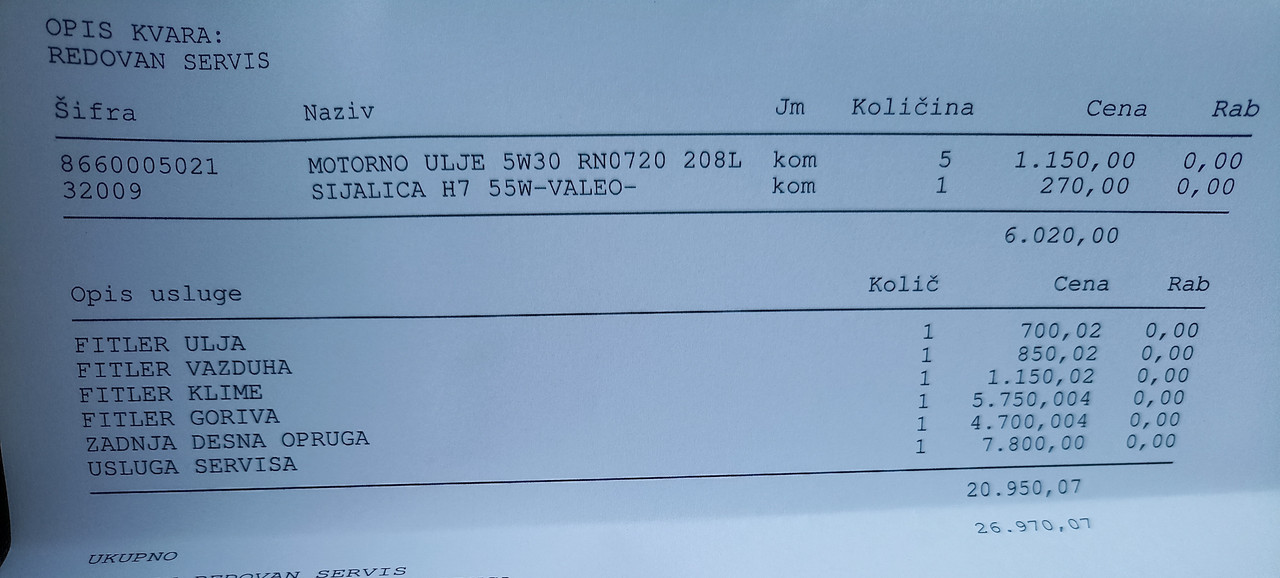 OPIS KVARA:
REDOVAN SERVIS
Šifra Naziv Jm Količina Cena Rab
8660005021 MOTORNO ULJE 5W30 RN0720 208L kom 5 1.150,00 0,00
32009 SIJALICA H7 55W-VALEO- kom 1 270,00 0,00
6.020,00
Opis usluge Količ Cena Rab
FITLER ULJA 1 700,02 0,00
FITLER VAZDUHA 1 850,02 0,00
FITLER KLIME 1 1.150,02 0,00
FITLER GORIVA 1 5.750,004 0,00
ZADNJA DESNA OPRUGA 1 4.700,004 0,00
USLUGA SERVISA 1 7.800,00 0,00
20.950,07
26.970,07
UKUPNO
REDOVAN SERVIS